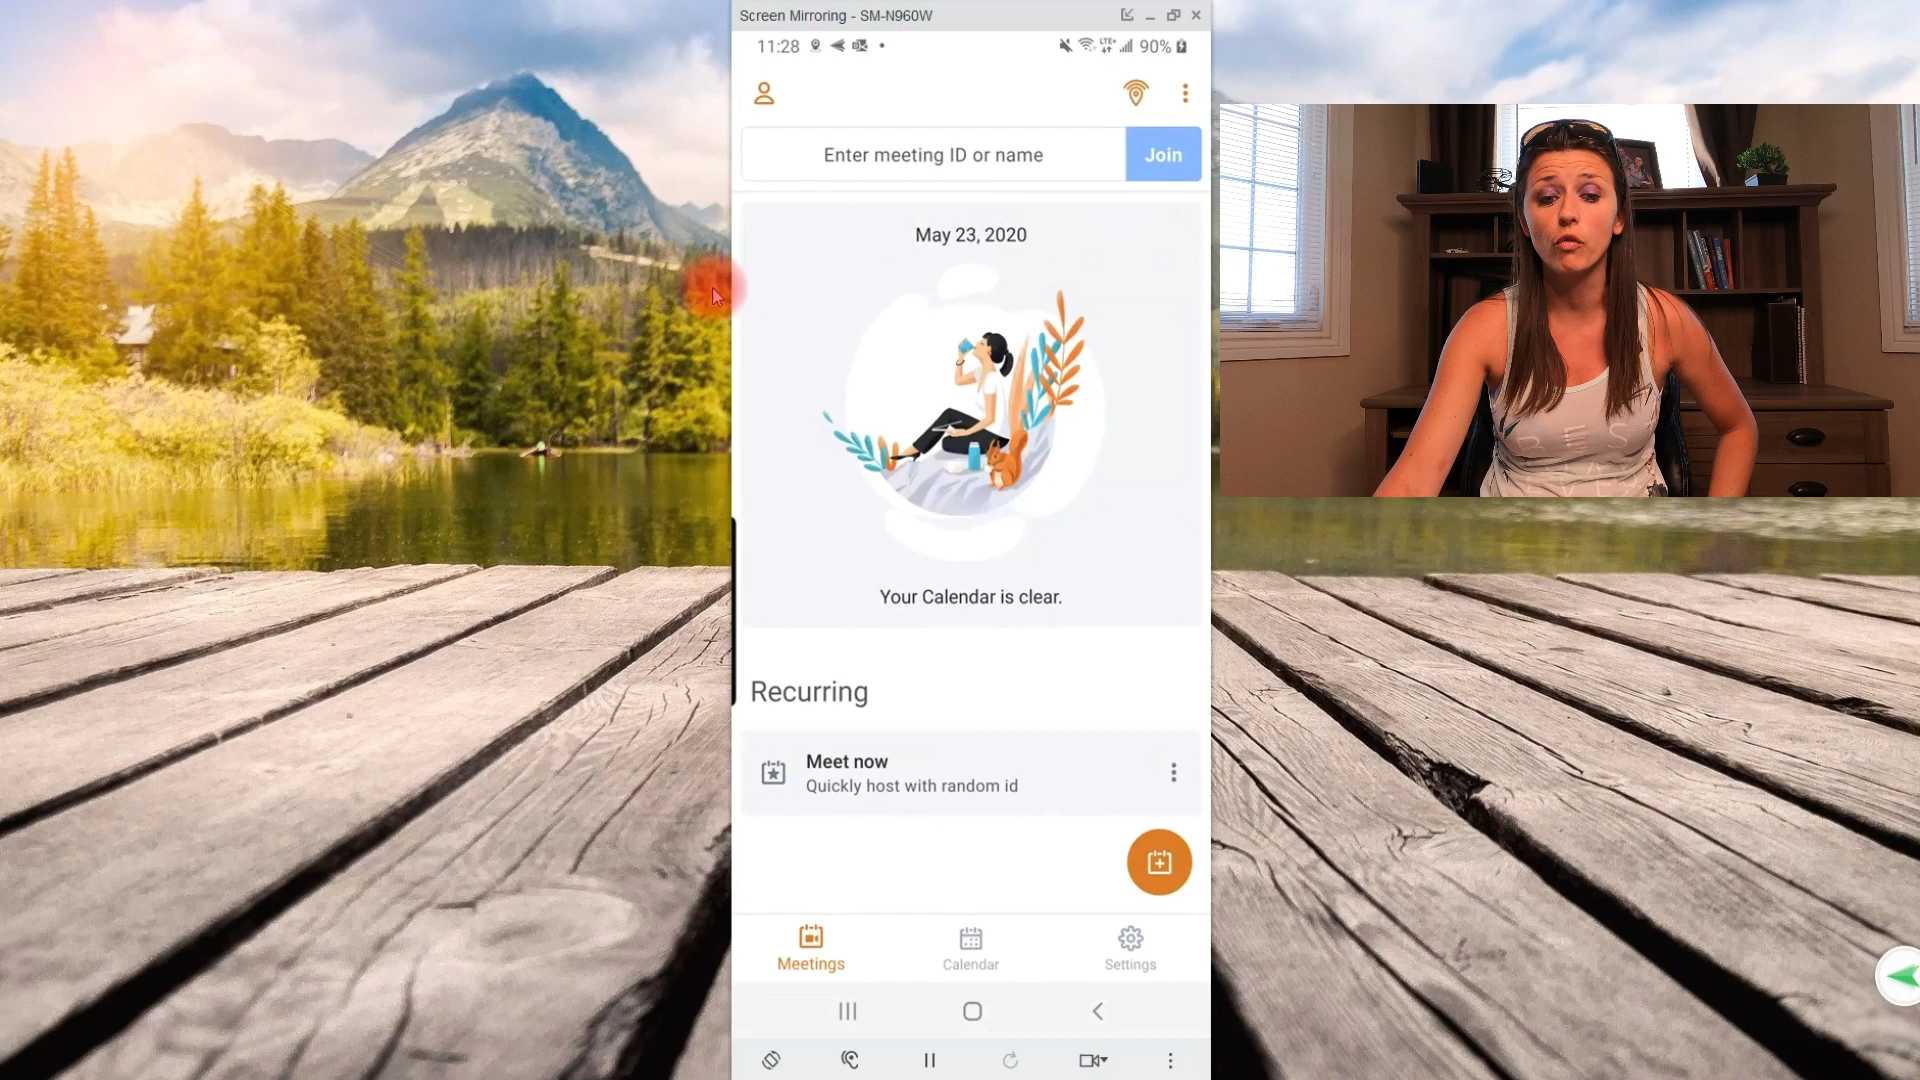 Screen Mirroring - SM-N960W
11:28
LTE+
90%
Enter meeting ID or name
Join
May 23, 2020
Your Calendar is clear.
Recurring
Meet now
Quickly host with random id
Meetings
Calendar
Settings